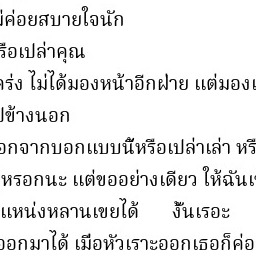 ม่ค่อยสบายใจนัก
รือเปล่าคุณ
คร่ง ไม่ได้มองหน้าอีกฝ่าย แต่มอง
ปข้างนอก
อกจากบอกแบบนี้หรือเปล่าเล่า หรื
หรอกนะ แต่ขออย่างเดียว ให้ฉันเ
แหน่งหลานเขยได้ งั้นเรอะ
ออกมาได้ เมื่อหัวเราะออกเธอก็ค่อ